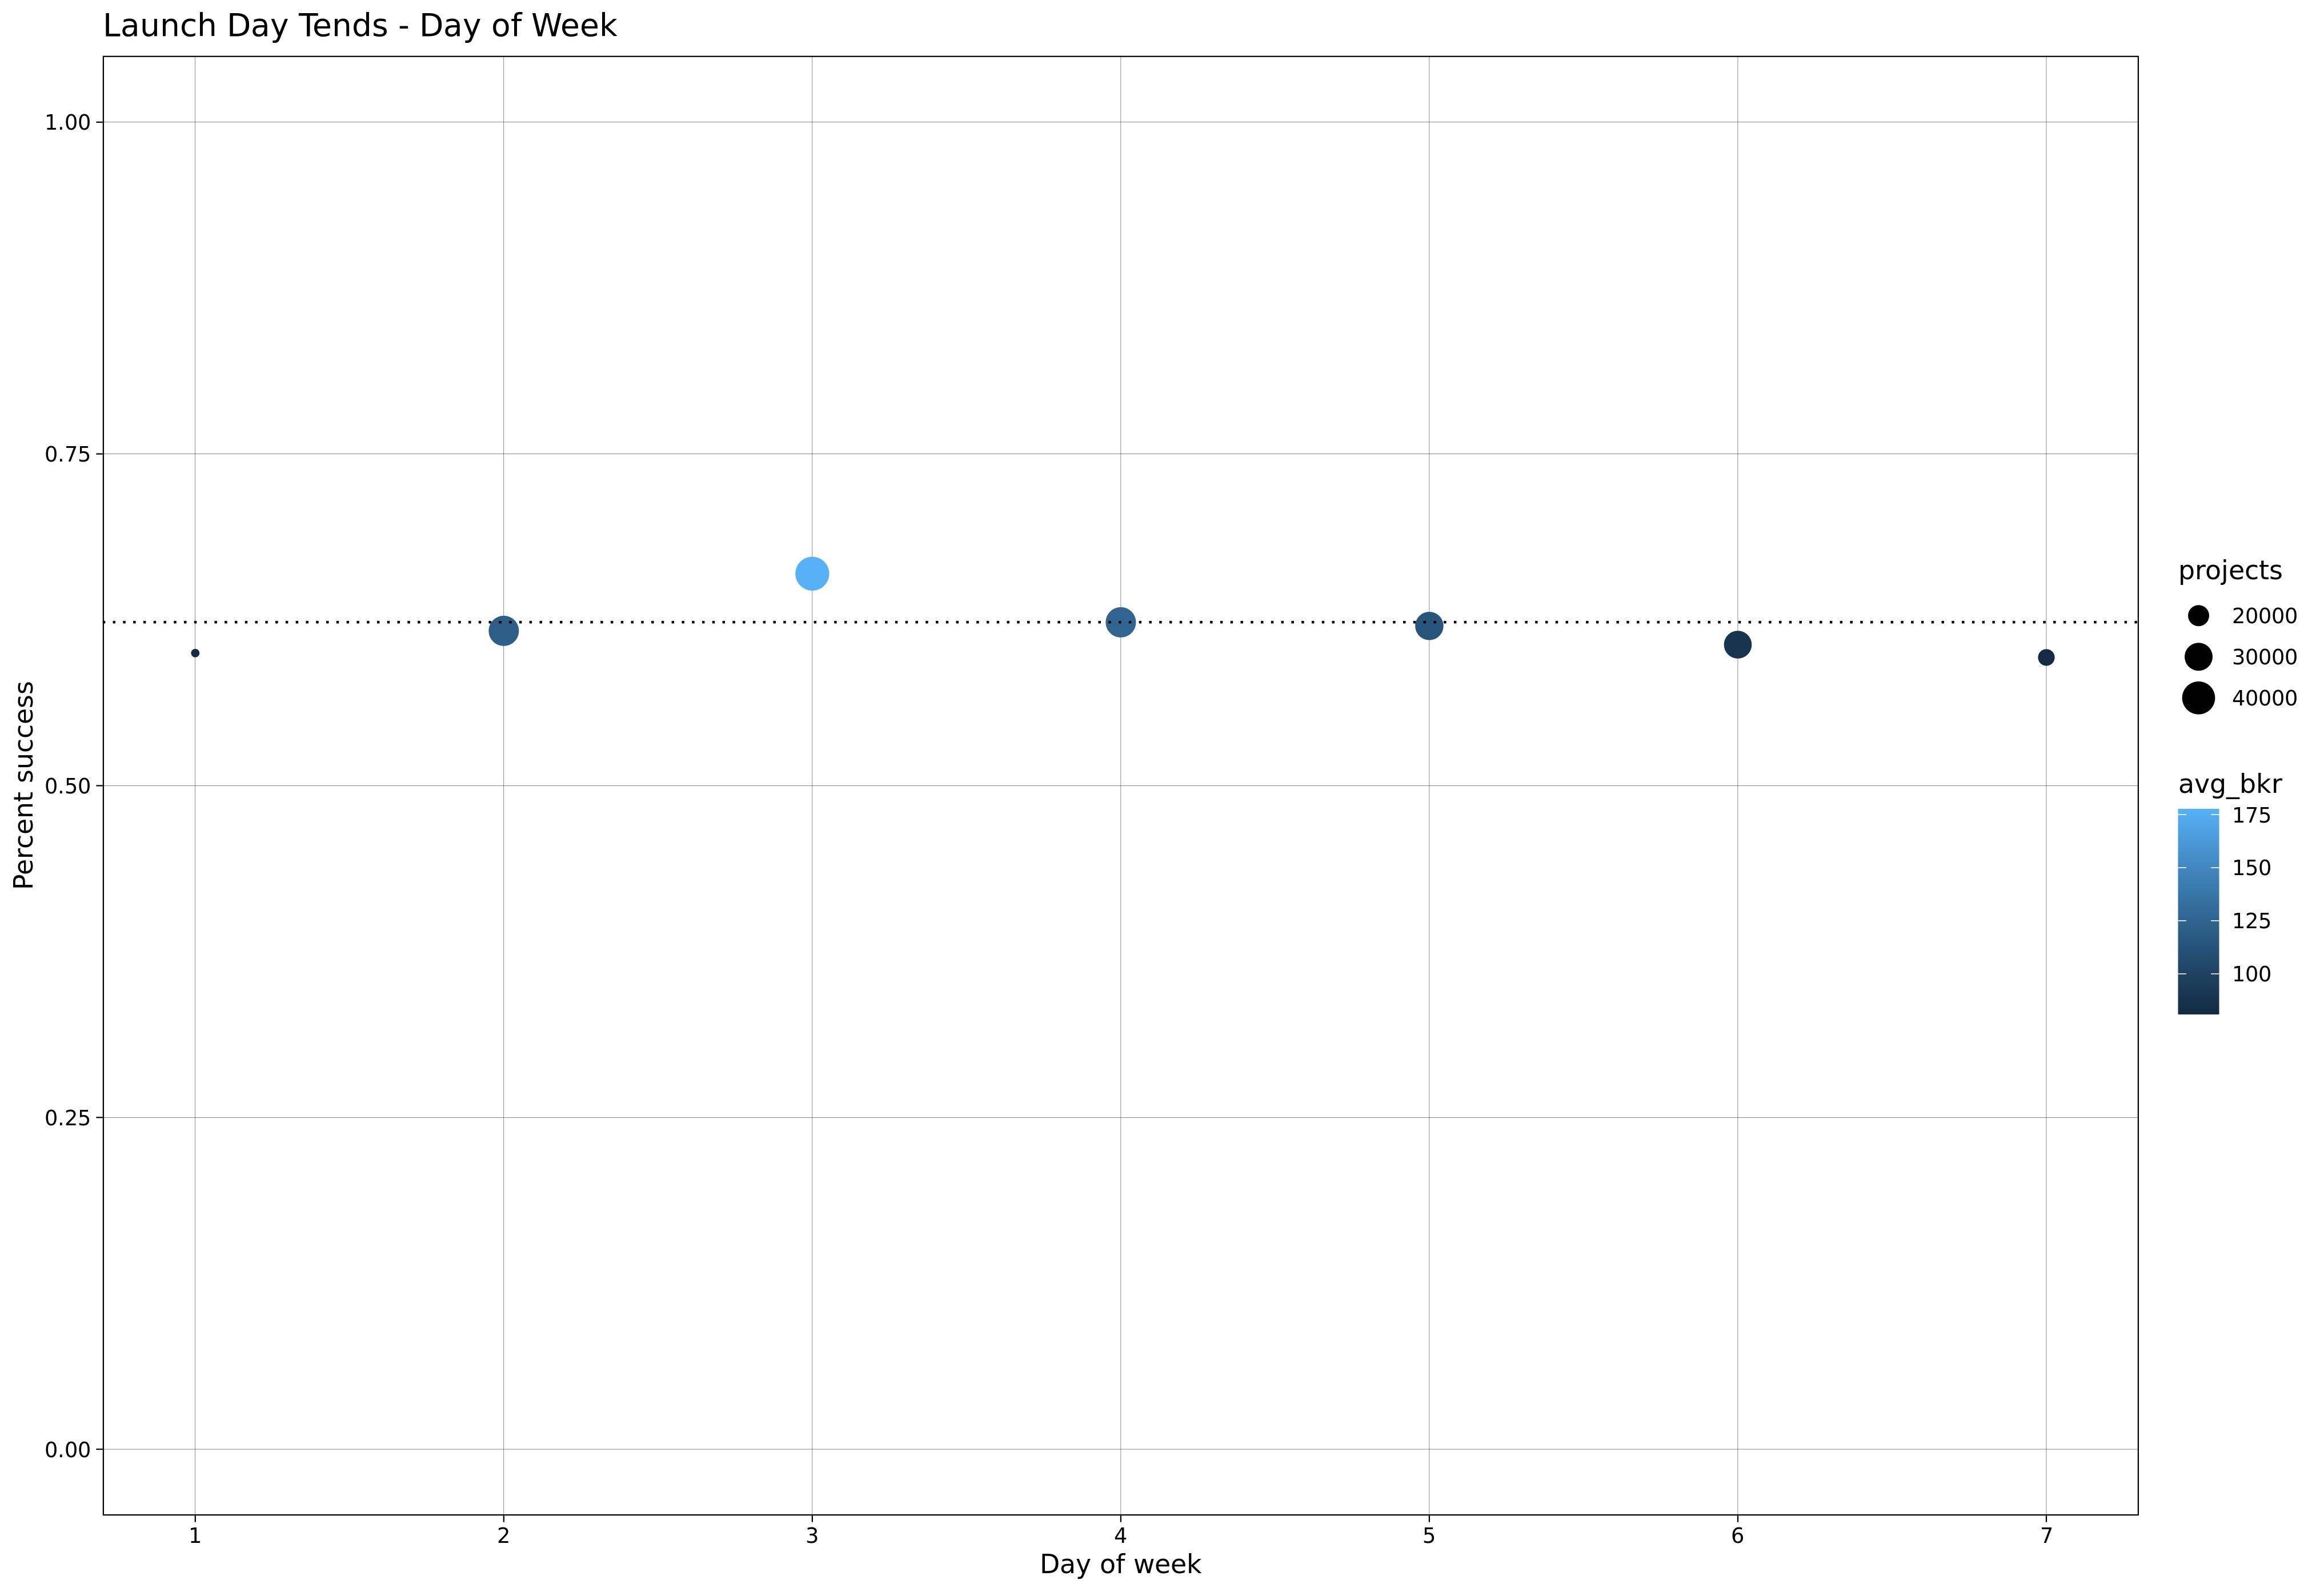 Launch Day Tends - Day of Week
Percent success
1.00
0.75
0.50
0.25
0.00
1 2 3 4 5 6 7
Day of week
projects
20000
30000
40000
avg_bkr
175
150
125
100